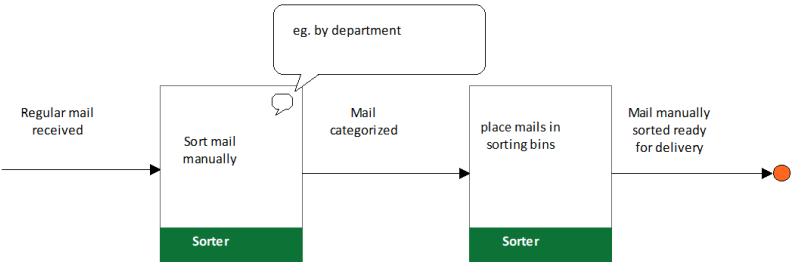 eg. by department
Regular mail
received
Sort mail
manually
Sorter
Mail
categorized
place mails in
sorting bins
Sorter
Mail manually
sorted ready
for delivery